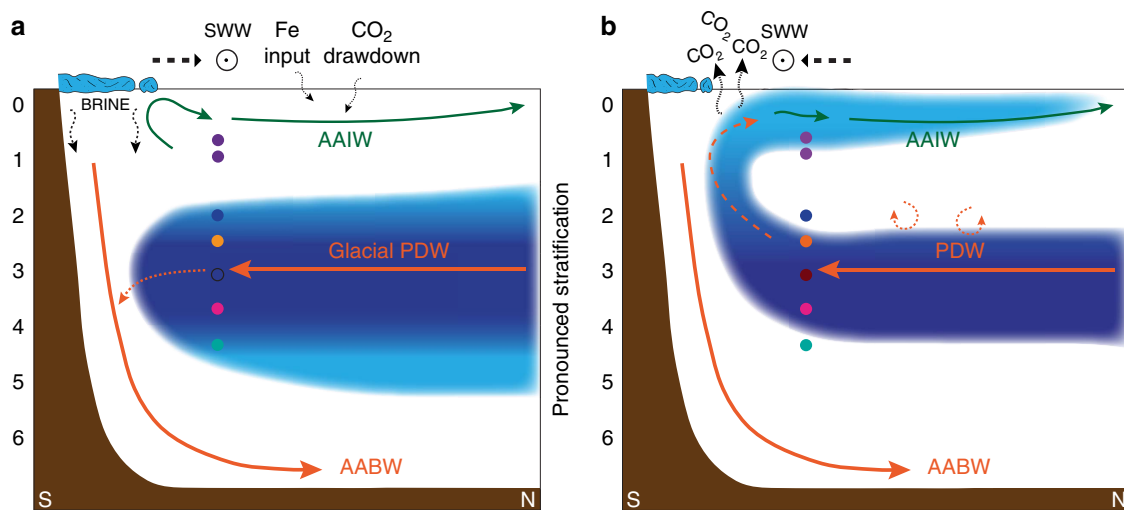 a
SWW
Fe
input
CO2
drawdown
BRINE
0
1
2
3
4
5
6
AAIW
Glacial PDW
AABW
S
N
Pronounced stratification
b
CO2
CO2
CO2
SWW
0
1
2
3
4
5
6
AAIW
PDW
AABW
S
N